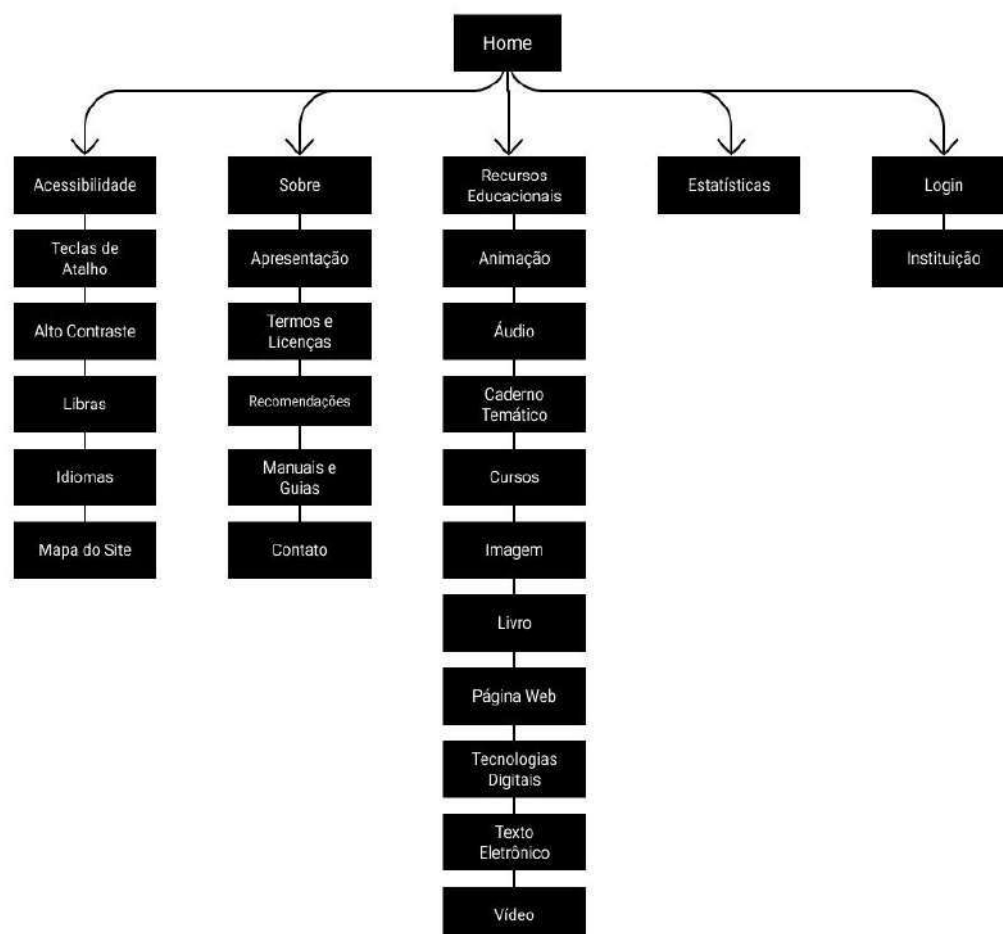 Home
Acessibilidade
Teclas de
Atalho
Alto Contraste
Libras
Idiomas
Mapa do Site
Sobre
Apresentação
Termos e
Licenças
Recomendações
Manuais e
Guias
Contato
Recursos
Educacionais
Animação
Áudio
Caderno
Temático
Cursos
Imagem
Livro
Página Web
Tecnologias
Digitais
Texto
Eletrônico
Vídeo
Estatísticas
Login
Instituição